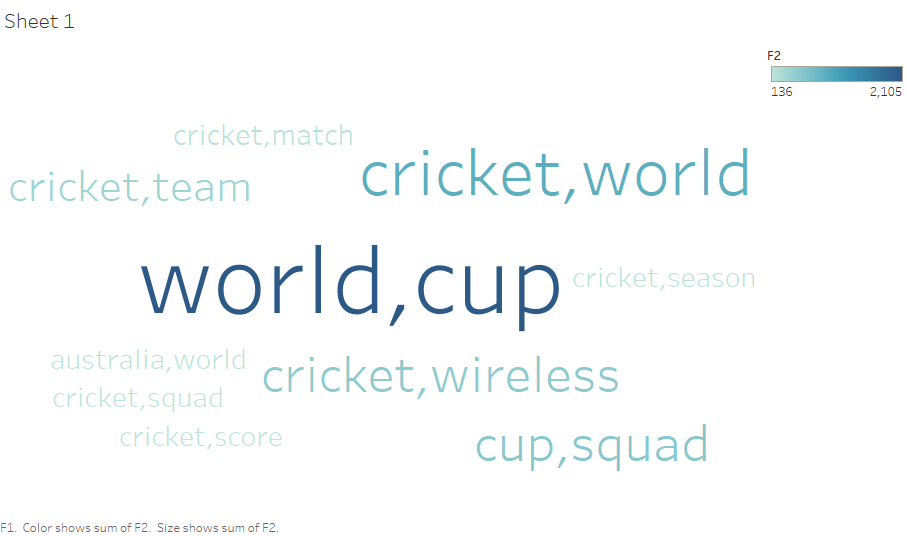 Sheet 1
F2
136 2,105
cricket,match
cricket,world
cricket,team
world,cup
cricket,season
australia,world
cricket,wireless
cricket,squad
cricket,score
cup,squad
F1. Color shows sum of F2. Size shows sum of F2.